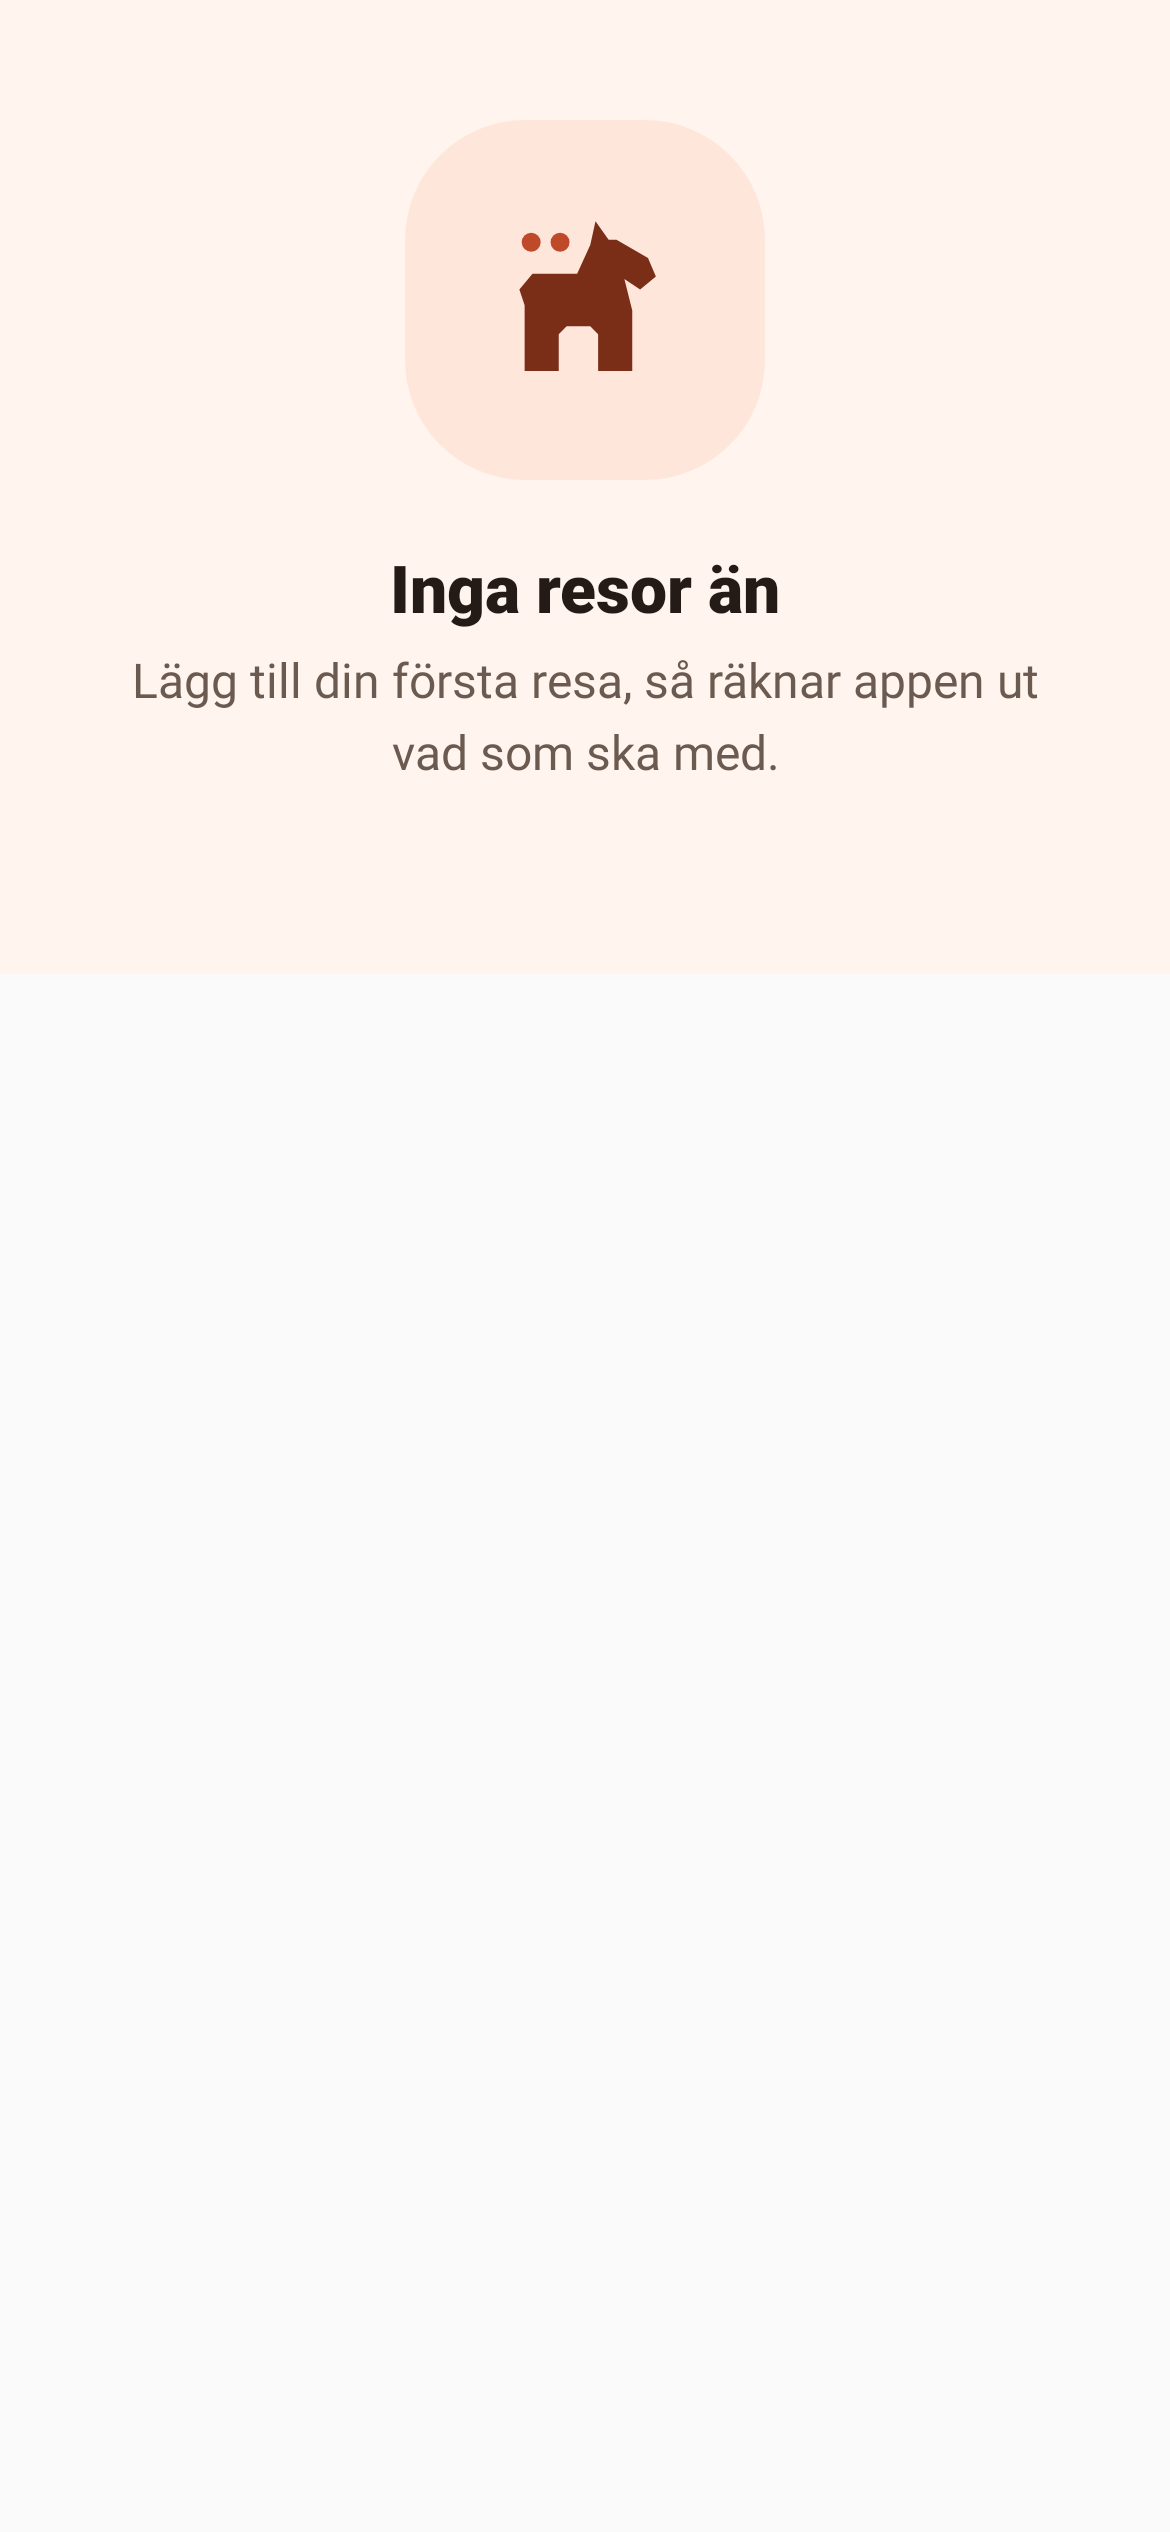 Inga resor än
Lägg till din första resa, så räknar appen ut
vad som ska med.